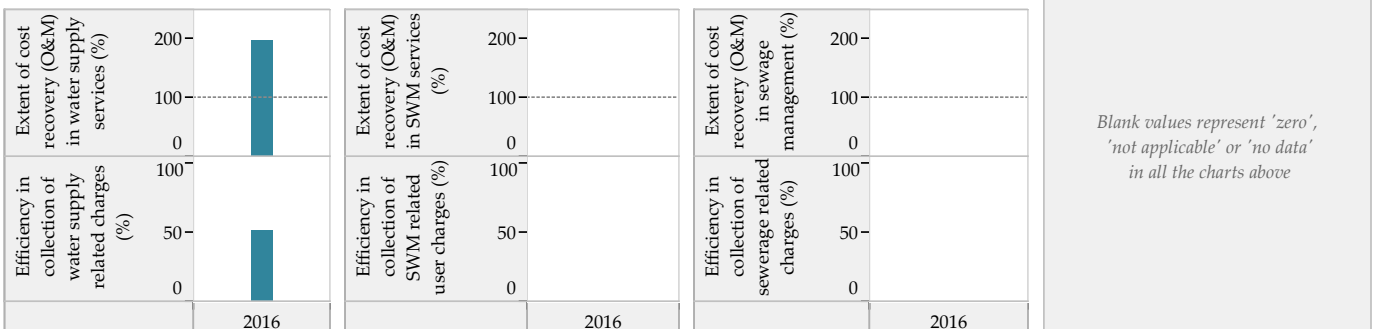 Extent of cost
recovery (O&M)
in water supply
services (%)
200
100
0
Efficiency in
collection of
water supply
related charges
(%)
100
50
0
2016
Extent of cost
recovery (O&M)
in SWM services
(%)
200
100
0
Efficiency in
collection of
SWM related
user charges (%)
100
50
0
2016
Extent of cost
recovery (O&M)
in sewage
management (%)
200
100
0
Efficiency in
collection of
sewerage related
charges (%)
100
50
0
2016
Blank values represent 'zero',
'not applicable' or 'no data'
in all the charts above